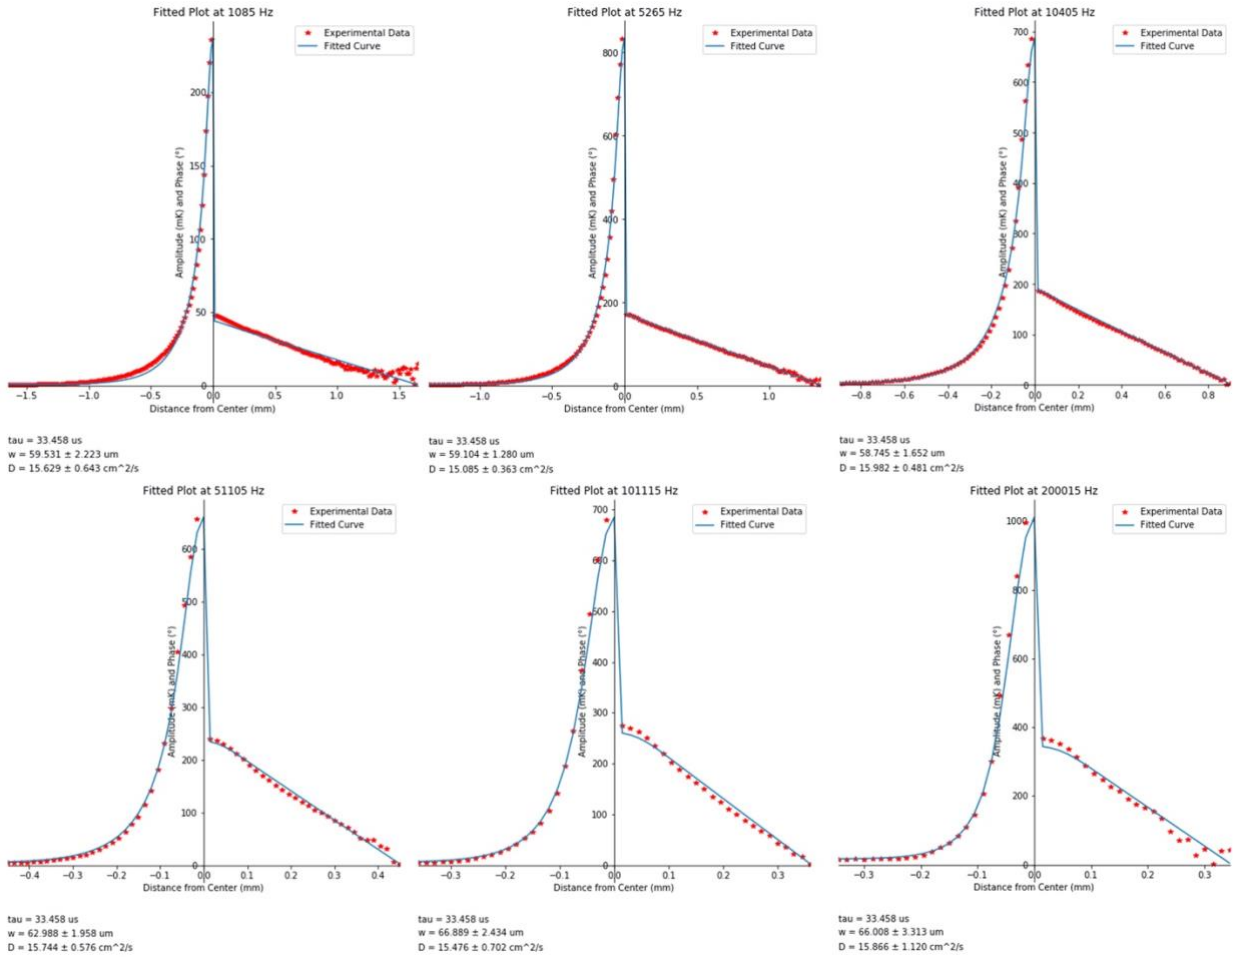 Fitted Plot at 1085 Hz
Experimental Data
Fitted Curve
Amplitude (mK) and Phase (°)
200
150
100
50
0
−1.5 −1.0 −0.5 0.0 0.5 1.0 1.5
Distance from Center (mm)
tau = 33.458 us
w = 59.531 ± 2.223 um
D = 15.629 ± 0.643 cm^2/s
Fitted Plot at 5265 Hz
Experimental Data
Fitted Curve
Amplitude (mK) and Phase (°)
800
600
400
200
0
−1.0 −0.5 0.0 0.5 1.0
Distance from Center (mm)
tau = 33.458 us
w = 59.104 ± 1.280 um
D = 15.085 ± 0.363 cm^2/s
Fitted Plot at 10405 Hz
Experimental Data
Fitted Curve
Amplitude (mK) and Phase (°)
700
600
500
400
300
200
100
0
−0.8 −0.6 −0.4 −0.2 0.0 0.2 0.4 0.6 0.8
Distance from Center (mm)
tau = 33.458 us
w = 58.745 ± 1.652 um
D = 15.982 ± 0.481 cm^2/s
Fitted Plot at 51105 Hz
Experimental Data
Fitted Curve
Amplitude (mK) and Phase (°)
600
500
400
300
200
100
0
−0.4 −0.3 −0.2 −0.1 0.0 0.1 0.2 0.3 0.4
Distance from Center (mm)
tau = 33.458 us
w = 62.988 ± 1.958 um
D = 15.744 ± 0.576 cm^2/s
Fitted Plot at 101115 Hz
Experimental Data
Fitted Curve
Amplitude (mK) and Phase (°)
700
600
500
400
300
200
100
0
−0.3 −0.2 −0.1 0.0 0.1 0.2 0.3
Distance from Center (mm)
tau = 33.458 us
w = 66.889 ± 2.434 um
D = 15.476 ± 0.702 cm^2/s
Fitted Plot at 200015 Hz
Experimental Data
Fitted Curve
Amplitude (mK) and Phase (°)
1000
800
600
400
200
0
−0.3 −0.2 −0.1 0.0 0.1 0.2 0.3
Distance from Center (mm)
tau = 33.458 us
w = 66.008 ± 3.313 um
D = 15.866 ± 1.120 cm^2/s